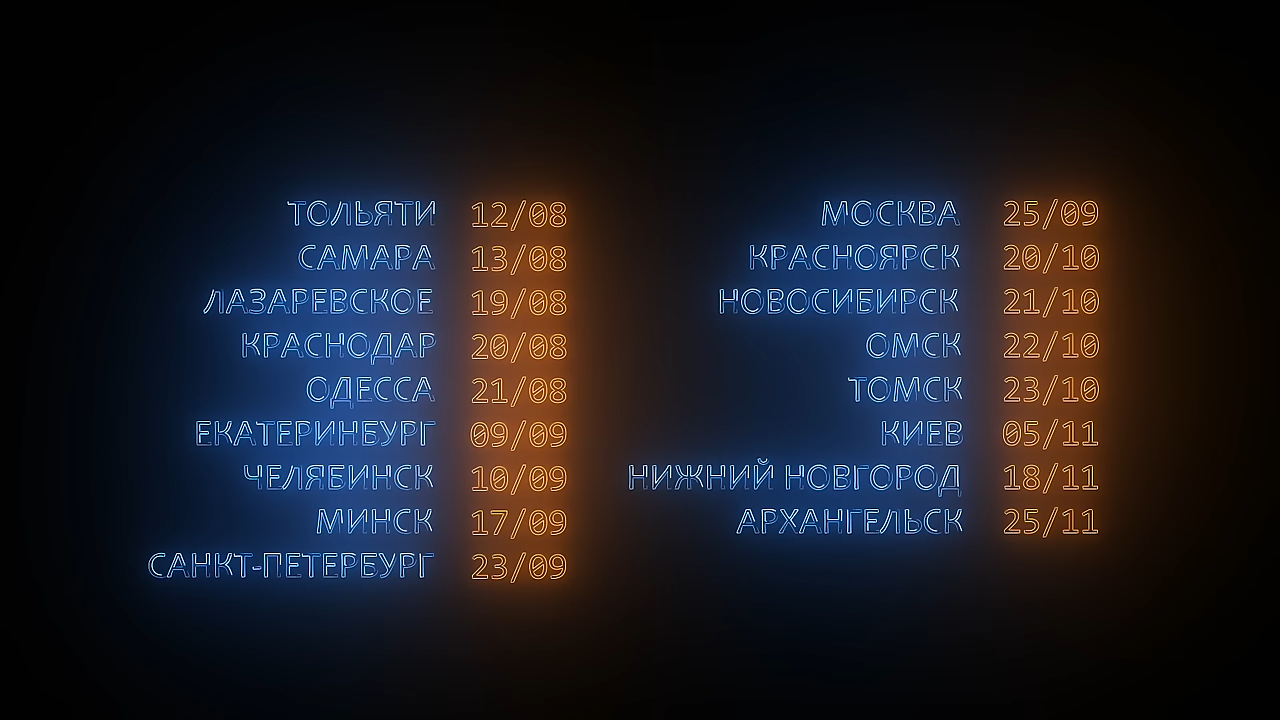 ТОЛЬЯТИ 12/08
САМАРА 13/08
ЛАЗАРЕВСКОЕ 19/08
КРАСНОДАР 20/08
ОДЕССА 21/08
ЕКАТЕРИНБУРГ 09/09
ЧЕЛЯБИНСК 10/09
МИНСК 17/09
САНКТ-ПЕТЕРБУРГ 23/09
МОСКВА 25/09
КРАСНОЯРСК 20/10
НОВОСИБИРСК 21/10
ОМСК 22/10
ТОМСК 23/10
КИЕВ 05/11
НИЖНИЙ НОВГОРОД 18/11
АРХАНГЕЛЬСК 25/11